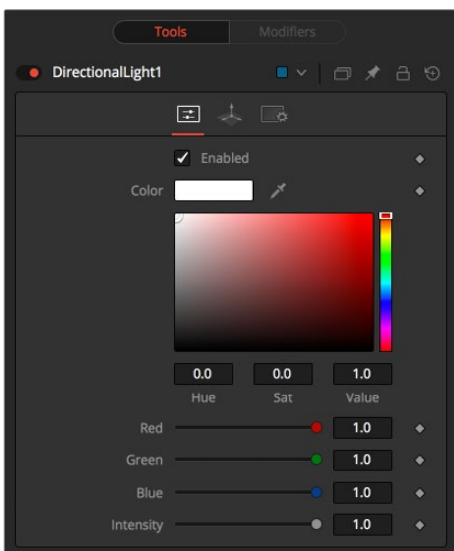 Tools Modifiers
DirectionalLight1
Enabled
Color
0.0 0.0 1.0
Hue Sat Value
Red 1.0
Green 1.0
Blue 1.0
Intensity 1.0